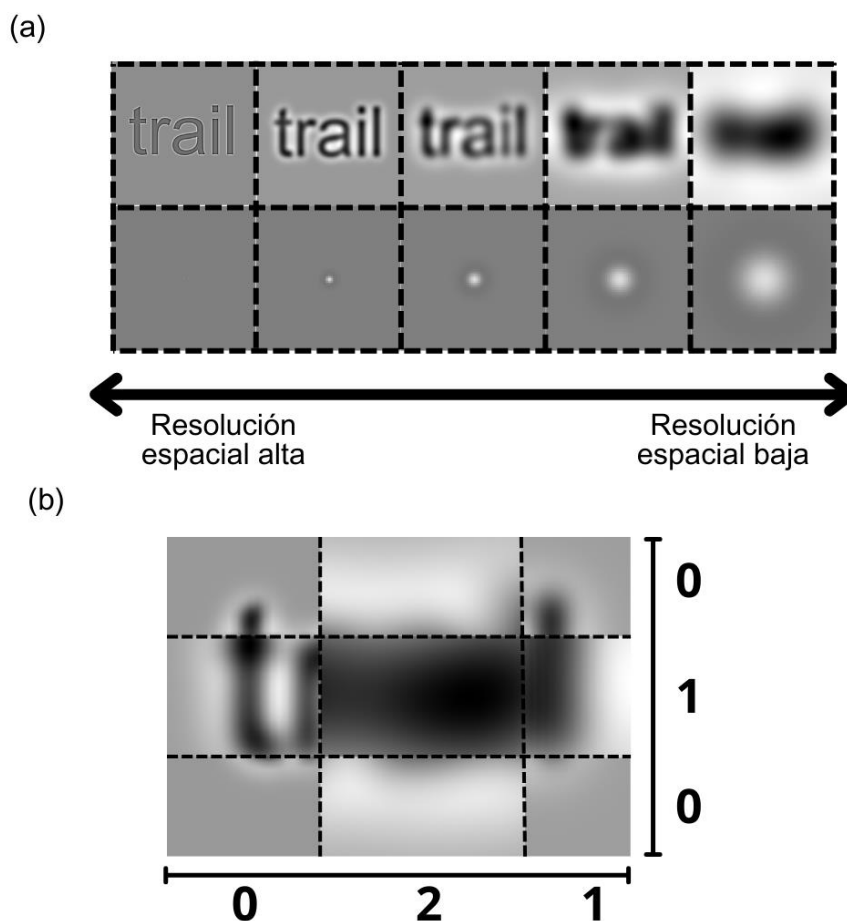 (a)
trail trail trail trail
Resolución
espacial alta
Resolución
espacial baja
(b)
0
1
0
0 2 1